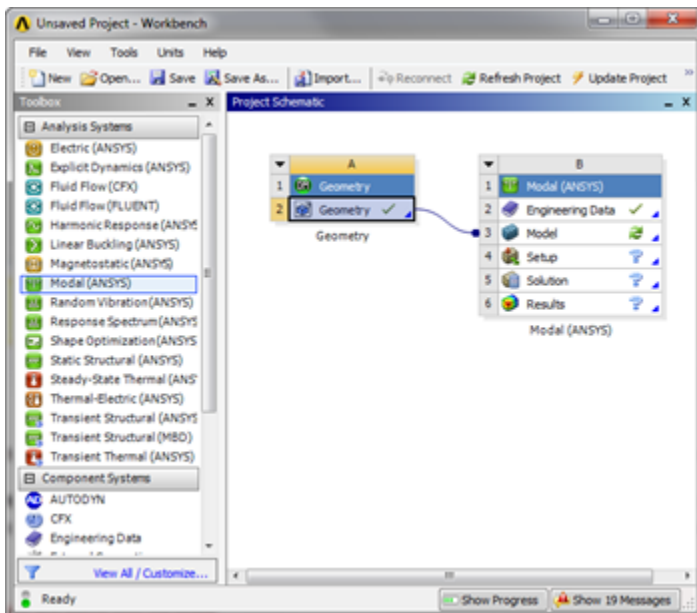 Unsaved Project - Workbench
File View Tools Units Help
New Open... Save Save As... Import... Reconnect Refresh Project Update Project
Toolbox
Project Schematic
Analysis Systems
Electric (ANSYS)
Explicit Dynamics (ANSYS)
Fluid Flow (CFX)
Fluid Flow (FLUENT)
Harmonic Response (ANSYS
Linear Buckling (ANSYS)
Magnetostatic (ANSYS)
Modal (ANSYS)
Random Vibration (ANSYS)
Response Spectrum (ANSYS
Shape Optimization (ANSYS)
Static Structural (ANSYS)
Steady-State Thermal (ANS
Thermal-Electric (ANSYS)
Transient Structural (ANSYS
Transient Structural (MBD)
Transient Thermal (ANSYS)
Component Systems
AUTODYN
CFX
Engineering Data
View All / Customize...
A
1 Geometry
2 Geometry
Geometry
B
1 Modal (ANSYS)
2 Engineering Data
3 Model
4 Setup
5 Solution
6 Results
Modal (ANSYS)
Ready
Show Progress Show 19 Messages